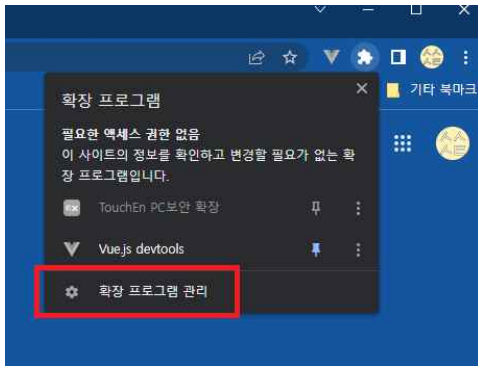 기타 북마크
확장 프로그램
필요한 액세스 권한 없음
이 사이트의 정보를 확인하고 변경할 필요가 없는 확
장 프로그램입니다.
TouchEn PC보안 확장
Vue.js devtools
확장 프로그램 관리